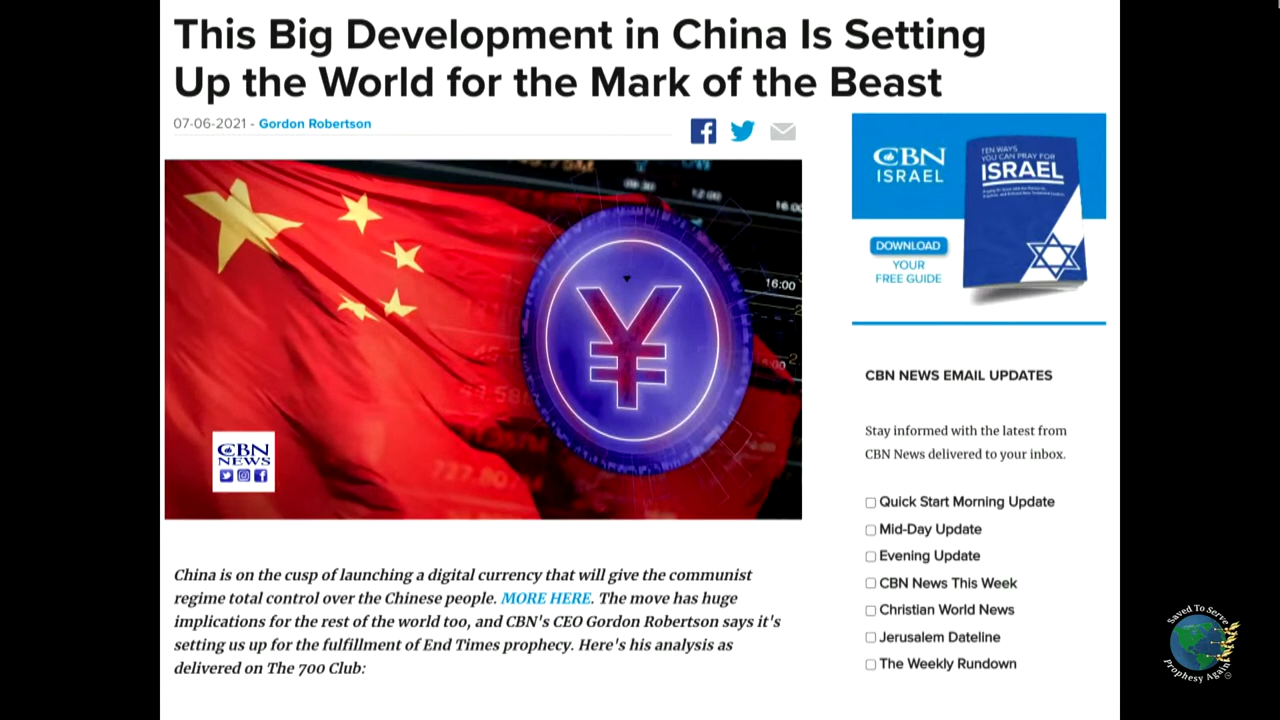 This Big Development in China Is Setting
Up the World for the Mark of the Beast
07-06-2021 - Gordon Robertson
CBN
ISRAEL
TEN WAYS
YOU CAN PRAY FOR
ISRAEL
DOWNLOAD
YOUR
FREE GUIDE
16:00
¥
CBN
NEWS
CBN NEWS EMAIL UPDATES
Stay informed with the latest from
CBN News delivered to your inbox.
Quick Start Morning Update
Mid-Day Update
Evening Update
CBN News This Week
Christian World News
Jerusalem Dateline
The Weekly Rundown
China is on the cusp of launching a digital currency that will give the communist
regime total control over the Chinese people. MORE HERE. The move has huge
implications for the rest of the world too, and CBN's CEO Gordon Robertson says it's
setting us up for the fulfillment of End Times prophecy. Here's his analysis as
delivered on The 700 Club:
Saved To Serve
Prophesy Again